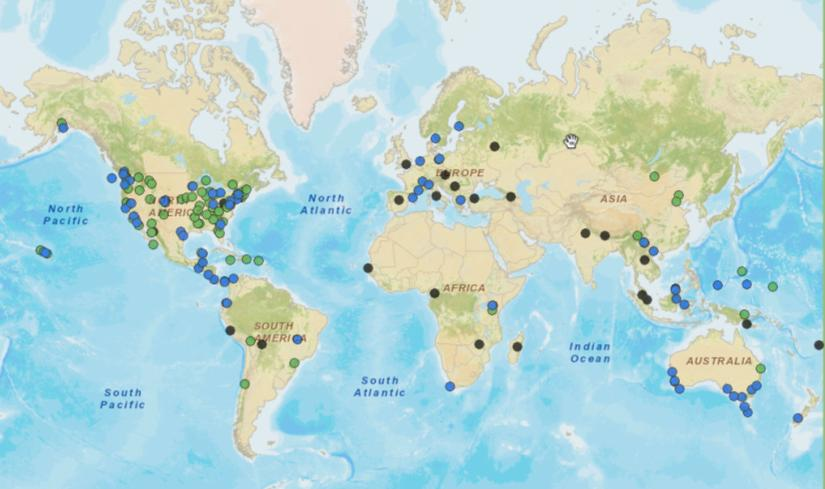 North
Pacific
NORTH
AMERICA
North
Atlantic
EUROPE
ASIA
AFRICA
SOUTH
AMERICA
Indian
Ocean
AUSTRALIA
South
Pacific
South
Atlantic